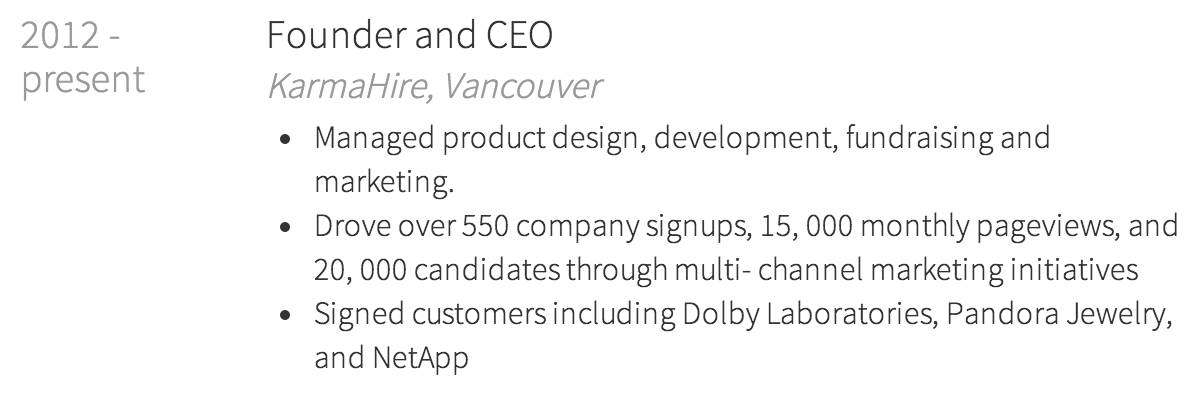 2012 -
present
Founder and CEO
KarmaHire, Vancouver
• Managed product design, development, fundraising and
marketing.
• Drove over 550 company signups, 15, 000 monthly pageviews, and
20, 000 candidates through multi- channel marketing initiatives
• Signed customers including Dolby Laboratories, Pandora Jewelry,
and NetApp